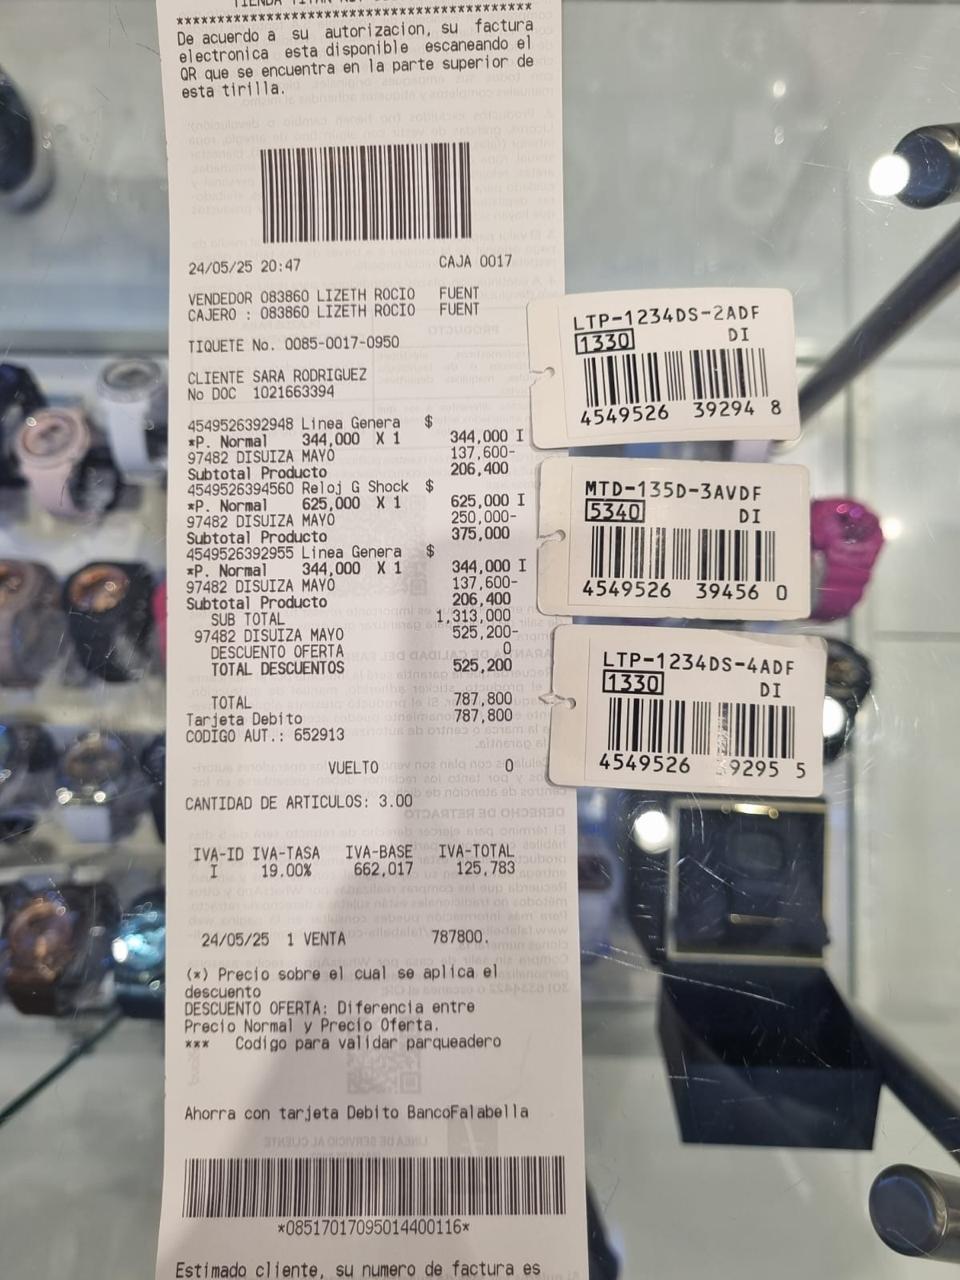 De acuerdo a su autorizacion, su factura
electronica esta disponible escaneando el
QR que se encuentra en la parte superior de
esta tirilla.
24/05/25 20:47 CAJA 0017
VENDEDOR 083860 LIZETH ROCIO FUENT
CAJERO : 083860 LIZETH ROCIO FUENT
TIQUETE No. 0085-0017-0950
CLIENTE SARA RODRIGUEZ
No DOC 1021663394
4549526392948 Linea Genera $
*P. Normal 344,000 X 1 344,000 I
97482 DISUIZA MAYO 137,600-
Subtotal Producto 206,400
4549526394560 Reloj G Shock $
*P. Normal 625,000 X 1 625,000 I
97482 DISUIZA MAYO 250,000-
Subtotal Producto 375,000
4549526392955 Linea Genera $
*P. Normal 344,000 X 1 344,000 I
97482 DISUIZA MAYO 137,600-
Subtotal Producto 206,400
SUB TOTAL 1,313,000
97482 DISUIZA MAYO 525,200-
DESCUENTO OFERTA 0
TOTAL DESCUENTOS 525,200
TOTAL 787,800
Tarjeta Debito 787,800
CODIGO AUT.: 652913
VUELTO 0
CANTIDAD DE ARTICULOS: 3.00
IVA-ID IVA-TASA IVA-BASE IVA-TOTAL
I 19.00% 662,017 125,783
24/05/25 1 VENTA 787800.
(*) Precio sobre el cual se aplica el
descuento
DESCUENTO OFERTA: Diferencia entre
Precio Normal y Precio Oferta.
*** Codigo para validar parqueadero
Ahorra con tarjeta Debito BancoFalabella
*08517017095014400116*
Estimado cliente, su numero de factura es
LTP-1234DS-2ADF
1330 DI
4549526 39294 8
MTD-135D-3AVDF
5340 DI
4549526 39456 0
LTP-1234DS-4ADF
1330 DI
4549526 9295 5